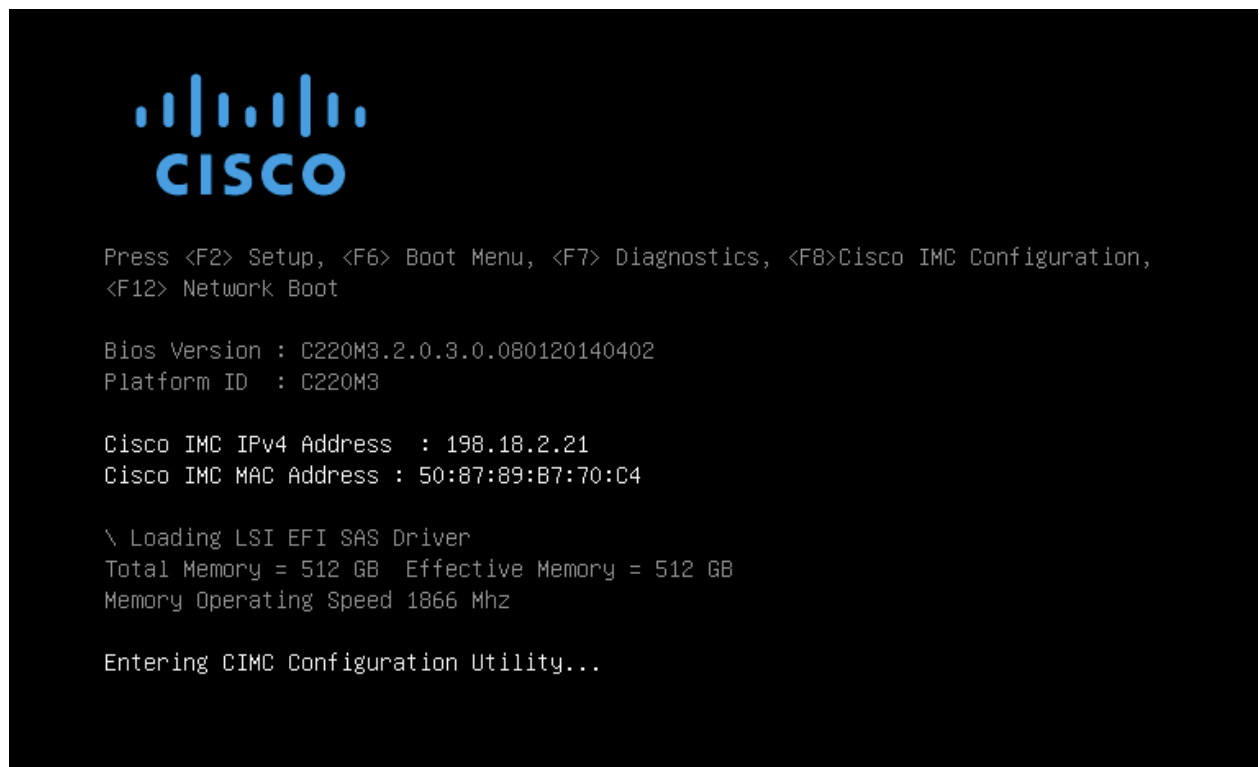 CISCO
Press <F2> Setup, <F6> Boot Menu, <F7> Diagnostics, <F8>Cisco IMC Configuration,
<F12> Network Boot
Bios Version : C220M3.2.0.3.0.080120140402
Platform ID  : C220M3
Cisco IMC IPv4 Address  : 198.18.2.21
Cisco IMC MAC Address : 50:87:89:B7:70:C4
\ Loading LSI EFI SAS Driver
Total Memory = 512 GB  Effective Memory = 512 GB
Memory Operating Speed 1866 Mhz
Entering CIMC Configuration Utility...